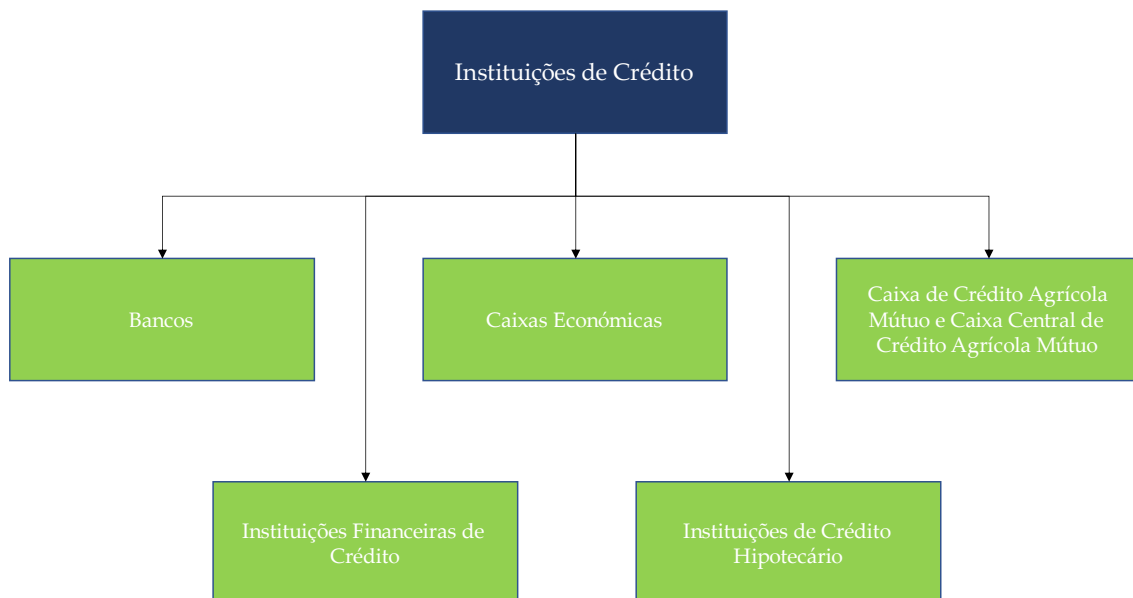 Instituições de Crédito
Bancos
Caixas Económicas
Caixa de Crédito Agrícola
Mútuo e Caixa Central de
Crédito Agrícola Mútuo
Instituições Financeiras de
Crédito
Instituições de Crédito
Hipotecário